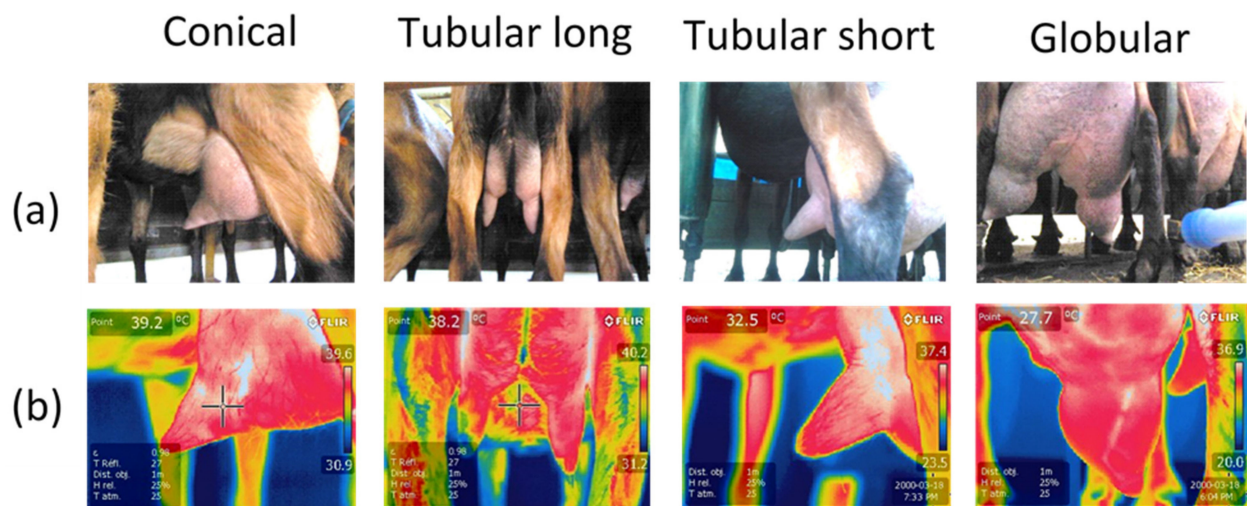 Conical
Tubular long
Tubular short
Globular
(a)
(b)
Point 39.2 ºC
FLIR
39.6
30.9
ε 0.98
T Réfl. 27
Dist. obj. 1m
H rel. 25%
T atm. 25
Point 38.2 ºC
FLIR
40.2
31.2
ε 0.98
T Réfl. 27
Dist. obj. 1m
H rel. 25%
T atm. 25
Point 32.5 ºC
FLIR
37.4
23.5
Dist. obj. 1m
H rel. 25%
T atm. 25
2000-03-18
7:33 PM
Point 27.7 ºC
FLIR
36.9
20.0
Dist. obj. 1m
H rel. 25%
T atm. 25
2000-03-18
6:04 PM